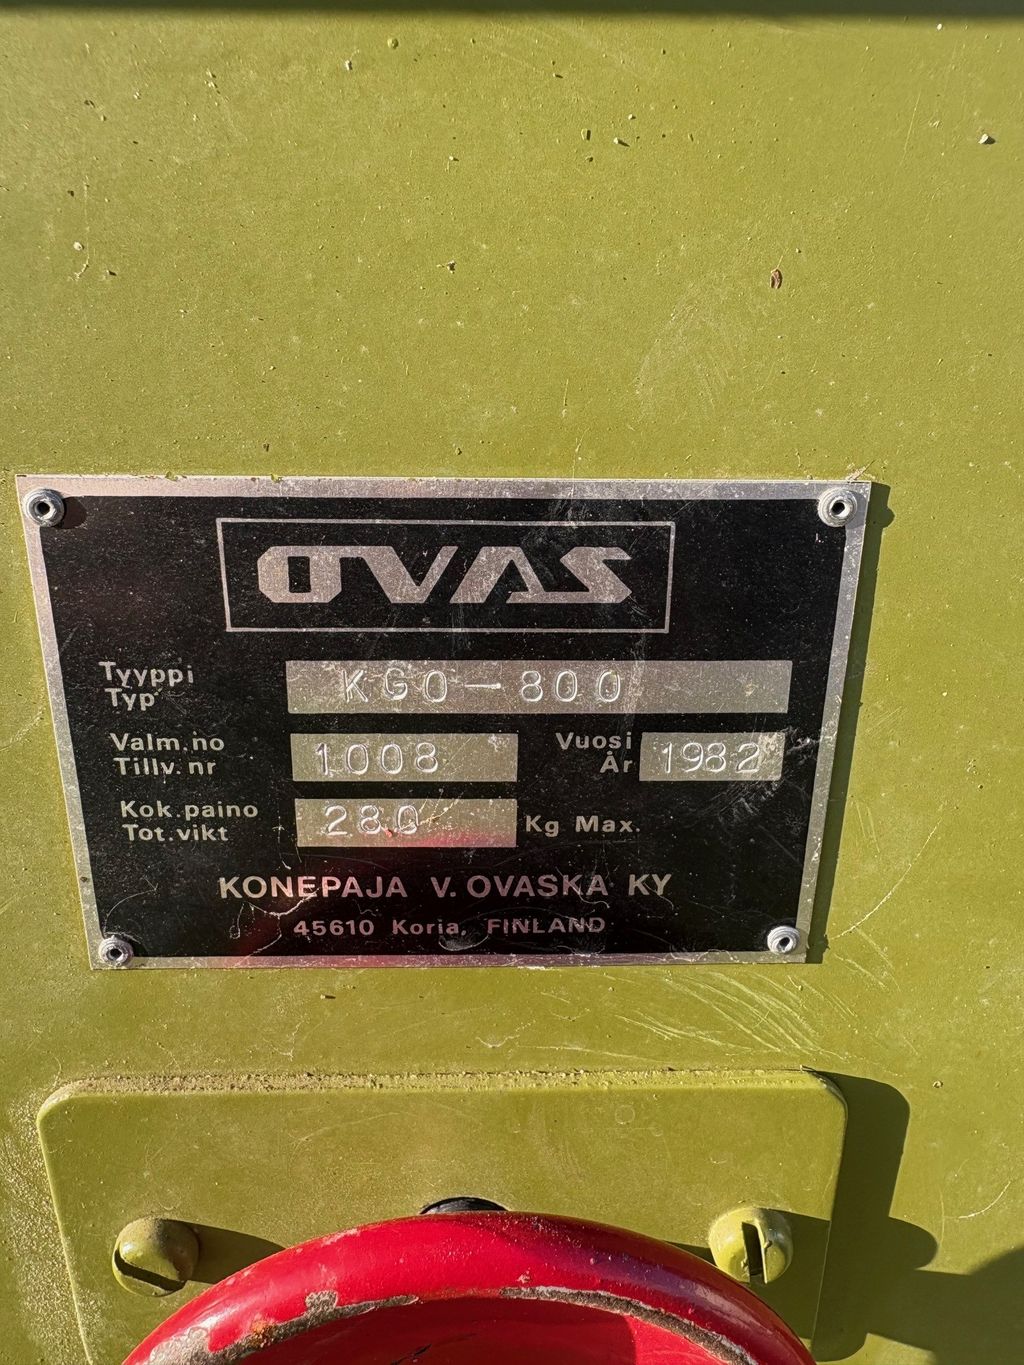 OVAS
Tyyppi KGO-800
Typ
Valm.no 1008 Vuosi 1982
Tillv.nr År
Kok.paino 280 Kg Max.
Tot.vikt
KONEPAJA V. OVASKA KY
45610 Koria, FINLAND